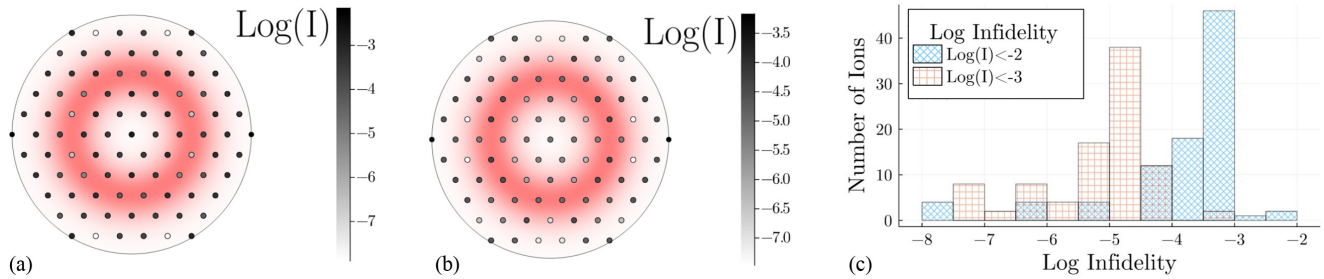 Log(I)
−3
−4
−5
−6
−7
(a)
Log(I)
−3.5
−4.0
−4.5
−5.0
−5.5
−6.0
−6.5
−7.0
(b)
Number of Ions
40
30
20
10
0
Log Infidelity
Log(I)<-2
Log(I)<-3
−8
−7
−6
−5
−4
−3
−2
Log Infidelity
(c)